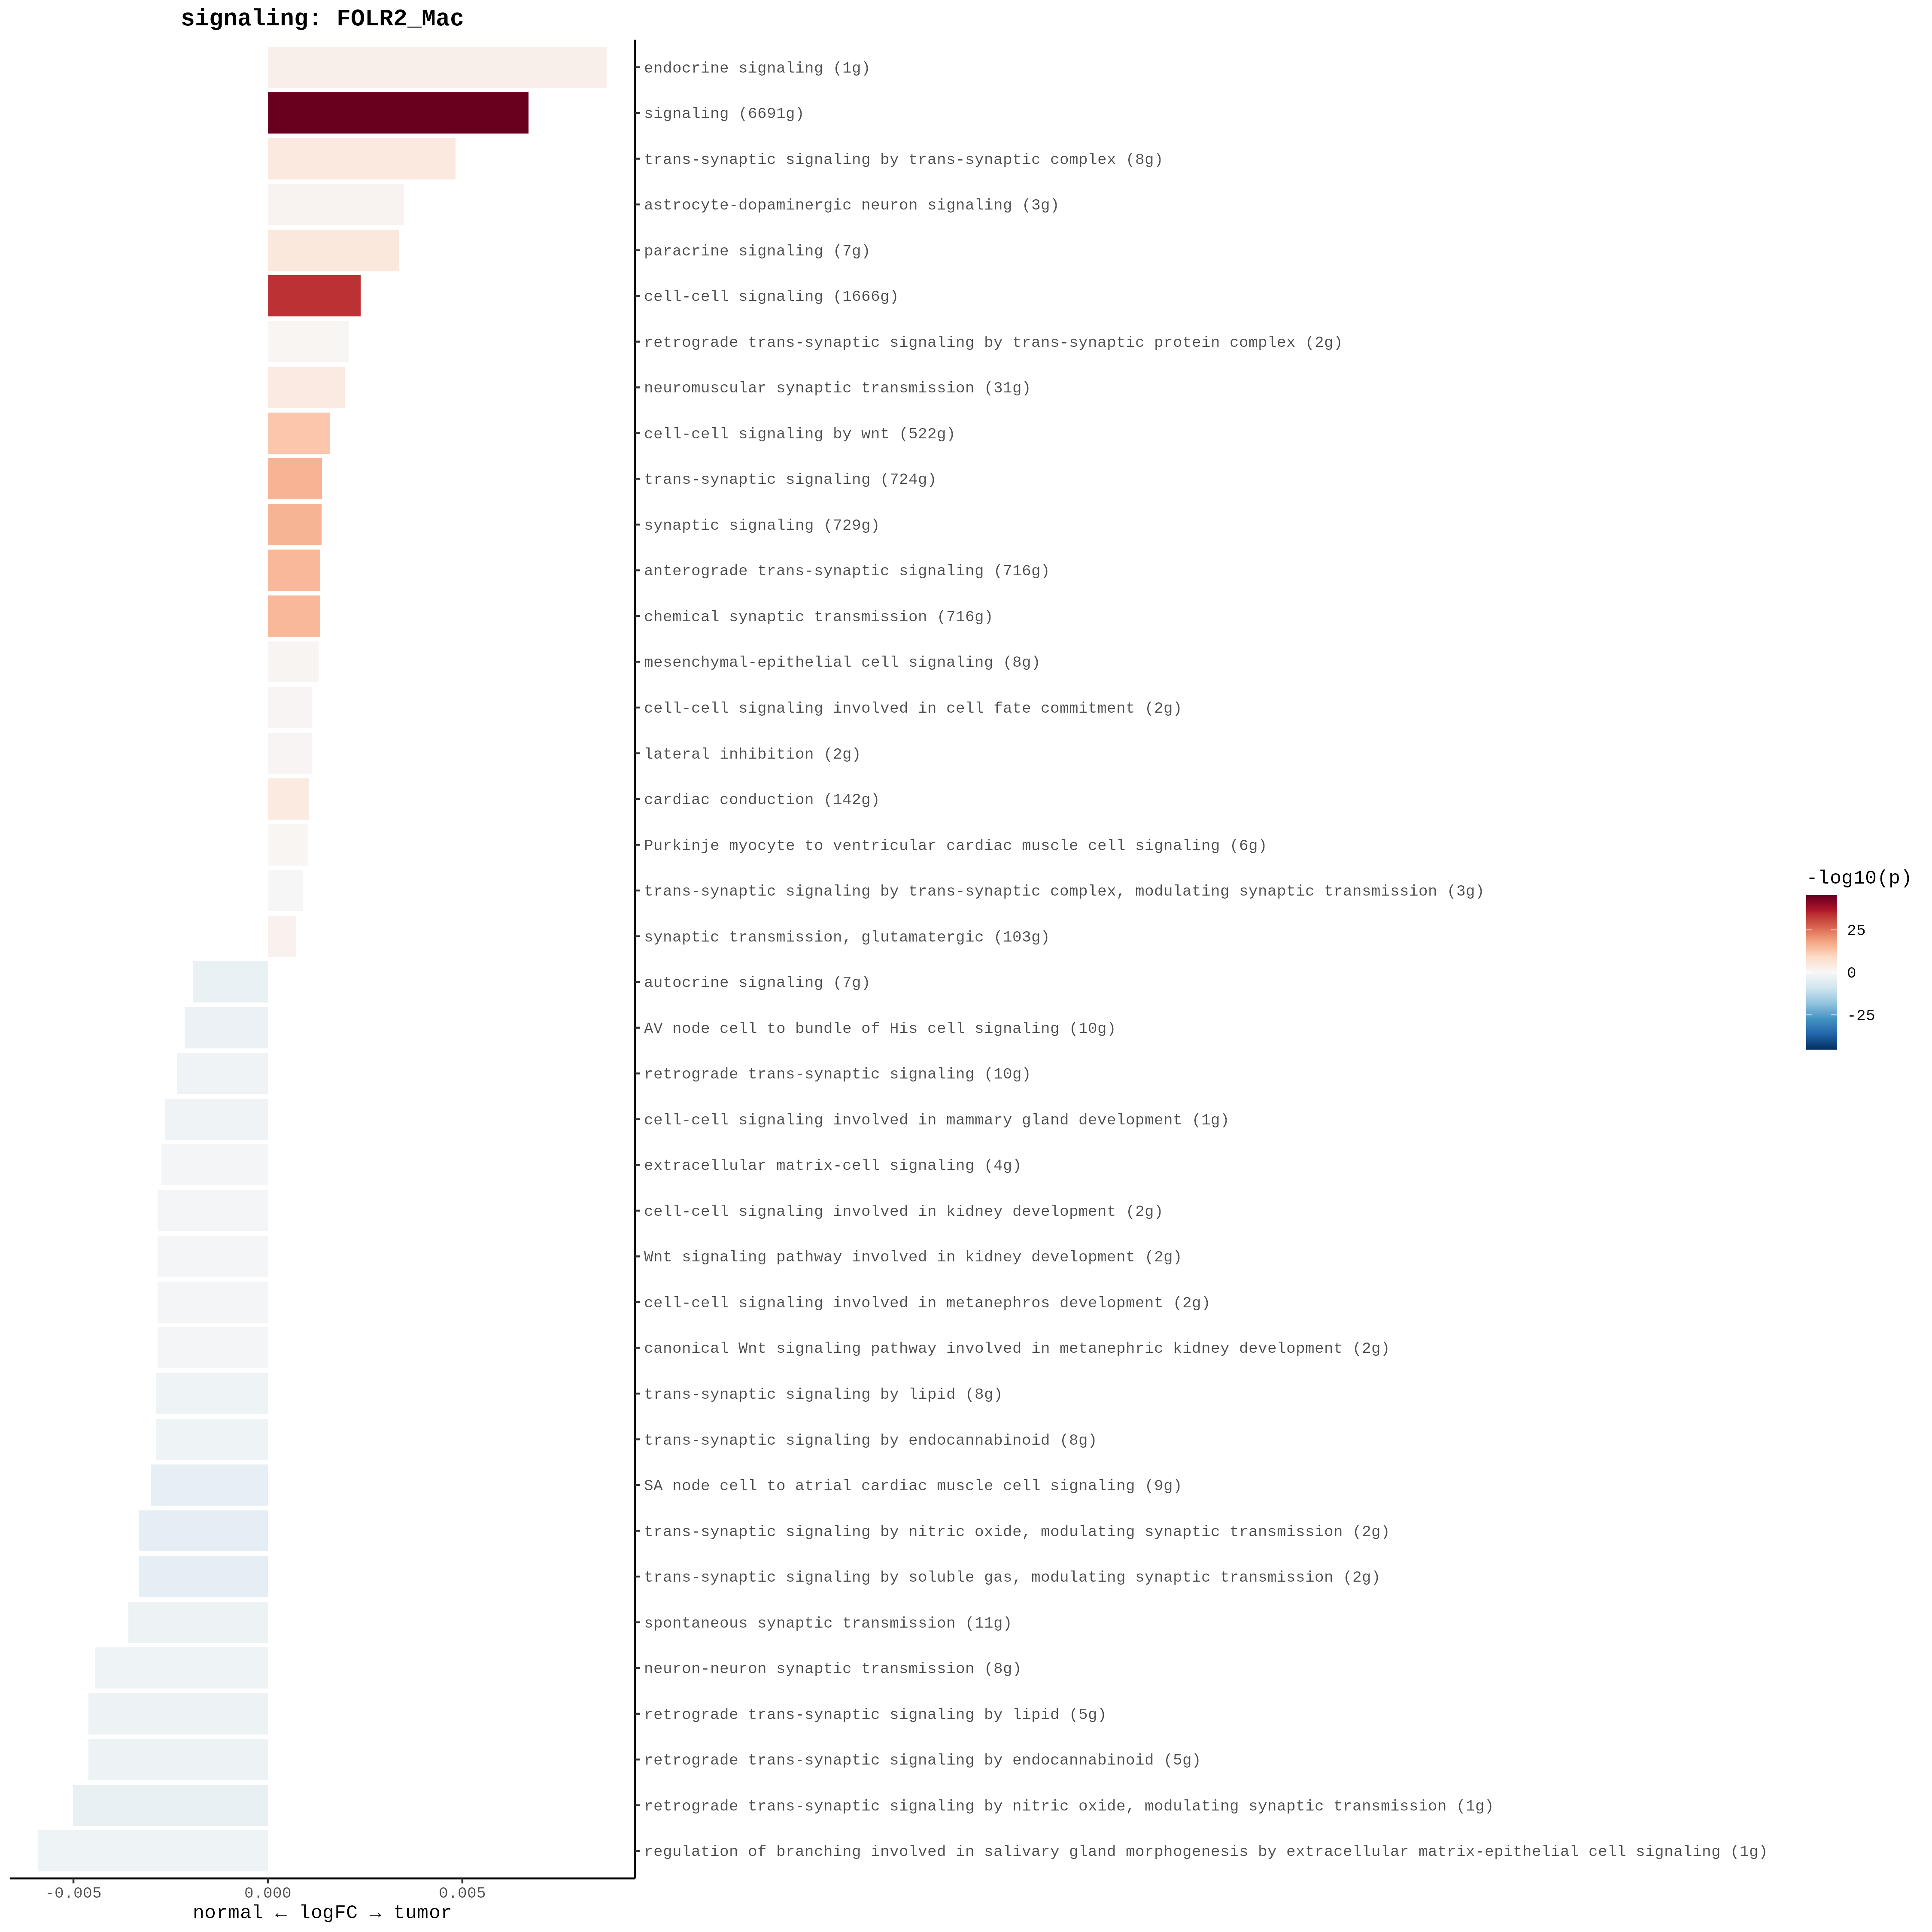 signaling: FOLR2_Mac
endocrine signaling (1g)
signaling (6691g)
trans-synaptic signaling by trans-synaptic complex (8g)
astrocyte-dopaminergic neuron signaling (3g)
paracrine signaling (7g)
cell-cell signaling (1666g)
retrograde trans-synaptic signaling by trans-synaptic protein complex (2g)
neuromuscular synaptic transmission (31g)
cell-cell signaling by wnt (522g)
trans-synaptic signaling (724g)
synaptic signaling (729g)
anterograde trans-synaptic signaling (716g)
chemical synaptic transmission (716g)
mesenchymal-epithelial cell signaling (8g)
cell-cell signaling involved in cell fate commitment (2g)
lateral inhibition (2g)
cardiac conduction (142g)
Purkinje myocyte to ventricular cardiac muscle cell signaling (6g)
trans-synaptic signaling by trans-synaptic complex, modulating synaptic transmission (3g)
synaptic transmission, glutamatergic (103g)
autocrine signaling (7g)
AV node cell to bundle of His cell signaling (10g)
retrograde trans-synaptic signaling (10g)
cell-cell signaling involved in mammary gland development (1g)
extracellular matrix-cell signaling (4g)
cell-cell signaling involved in kidney development (2g)
Wnt signaling pathway involved in kidney development (2g)
cell-cell signaling involved in metanephros development (2g)
canonical Wnt signaling pathway involved in metanephric kidney development (2g)
trans-synaptic signaling by lipid (8g)
trans-synaptic signaling by endocannabinoid (8g)
SA node cell to atrial cardiac muscle cell signaling (9g)
trans-synaptic signaling by nitric oxide, modulating synaptic transmission (2g)
trans-synaptic signaling by soluble gas, modulating synaptic transmission (2g)
spontaneous synaptic transmission (11g)
neuron-neuron synaptic transmission (8g)
retrograde trans-synaptic signaling by lipid (5g)
retrograde trans-synaptic signaling by endocannabinoid (5g)
retrograde trans-synaptic signaling by nitric oxide, modulating synaptic transmission (1g)
regulation of branching involved in salivary gland morphogenesis by extracellular matrix-epithelial cell signaling (1g)
-0.005 0.000 0.005
normal ← logFC → tumor
-log10(p)
25
0
-25